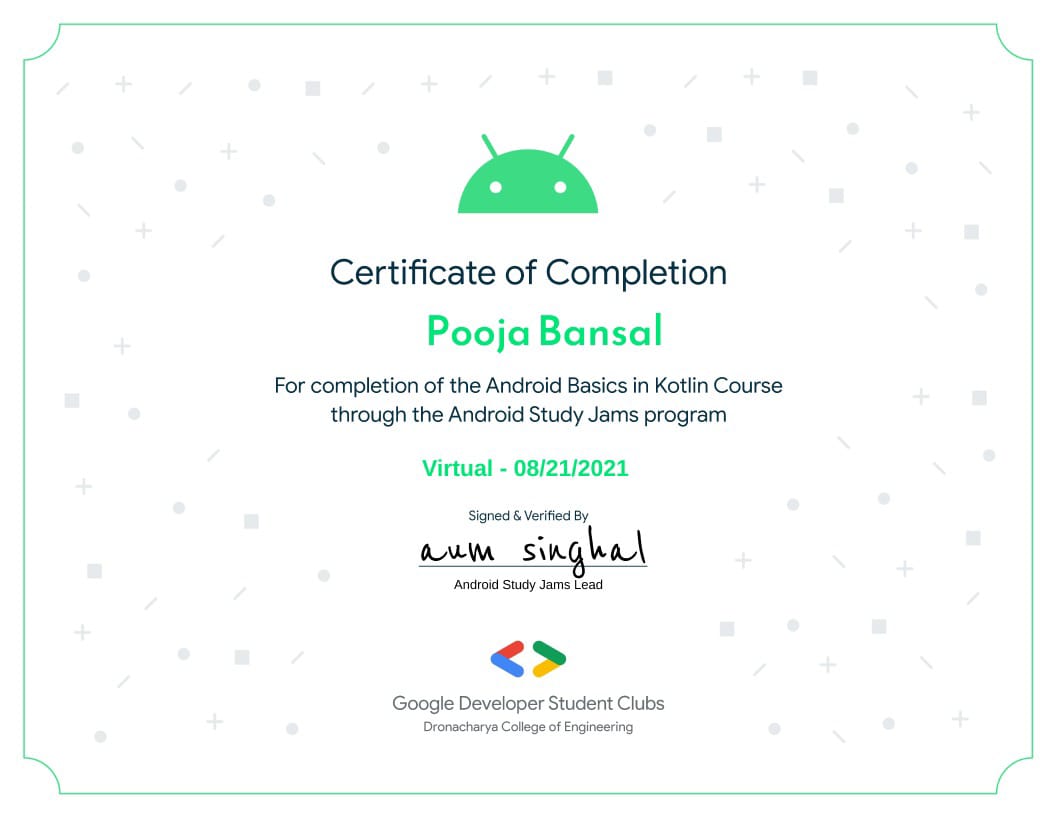 Certificate of Completion
Pooja Bansal
For completion of the Android Basics in Kotlin Course
through the Android Study Jams program
Virtual - 08/21/2021
Signed & Verified By
aum singhal
Android Study Jams Lead
Google Developer Student Clubs
Dronacharya College of Engineering